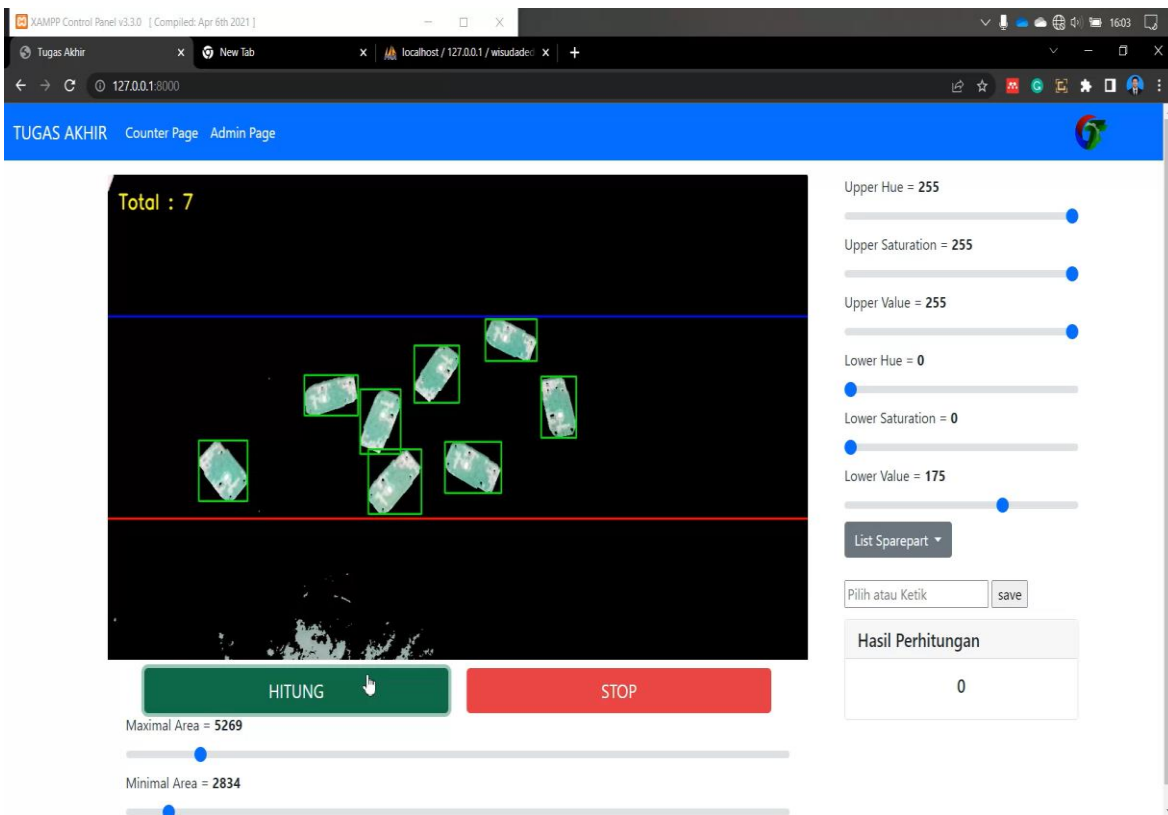 XAMPP Control Panel v3.3.0 [ Compiled: Apr 6th 2021 ]
16:03
Tugas Akhir
New Tab
localhost / 127.0.0.1 / wisudaded
127.0.0.1:8000
TUGAS AKHIR Counter Page Admin Page
Total : 7
Upper Hue = 255
Upper Saturation = 255
Upper Value = 255
Lower Hue = 0
Lower Saturation = 0
Lower Value = 175
List Sparepart
Pilih atau Ketik save
Hasil Perhitungan
0
HITUNG STOP
Maximal Area = 5269
Minimal Area = 2834